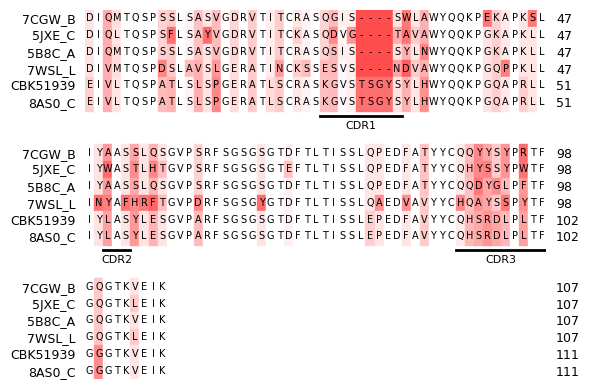 7CGW_B DIQMTQSPSSLSASVGDRVTITCRASQGIS----SWLAWYQQKPEKAPKSL 47
5JXE_C DIQLTQSPSFLSAYVGDRVTITCKASQDVG----TAVAWYQQKPGKAPKLL 47
5B8C_A DIQLTQSPSSLSASVGDRVTITCRASQSIS----SYLNWYQQKPGKAPKLL 47
7WSL_L DIVMTQSPDSLAVSLGERATINCKSSESVS----NDVAWYQQKPGQPPKLL 47
CBK51939 EIVLTQSPATLSLSPGERATLSCRASKGVSTSGYSYLHWYQQKPGQAPRLL 51
8AS0_C EIVLTQSPATLSLSPGERATLSCRASKGVSTSGYSYLHWYQQKPGQAPRLL 51
CDR1
7CGW_B IYAASSLQSGVPSRFSGSGSGTDFTLTISSLQPEDFATYYCQQYYSYPRTF 98
5JXE_C IYWASTLHTGVPSRFSGSGSGTEFTLTISSLQPEDFATYYCQHYSSYPWTF 98
5B8C_A IYAASSLQSGVPSRFSGSGSGTDFTLTISSLQPEDFATYYCQQDYGLPFTF 98
7WSL_L INYAFHRFTGVPDRFSGSGYGTDFTLTISSLQAEDVAVYYCHQAYSSPYTF 98
CBK51939 IYLASYLESGVPARFSGSGSGTDFTLTISSLEPEDFAVYYCQHSRDLPLTF 102
8AS0_C IYLASYLESGVPARFSGSGSGTDFTLTISSLEPEDFAVYYCQHSRDLPLTF 102
CDR2 CDR3
7CGW_B GQGTKVEIK 107
5JXE_C GQGTKLEIK 107
5B8C_A GQGTKVEIK 107
7WSL_L GQGTKLEIK 107
CBK51939 GGGTKVEIK 111
8AS0_C GGGTKVEIK 111